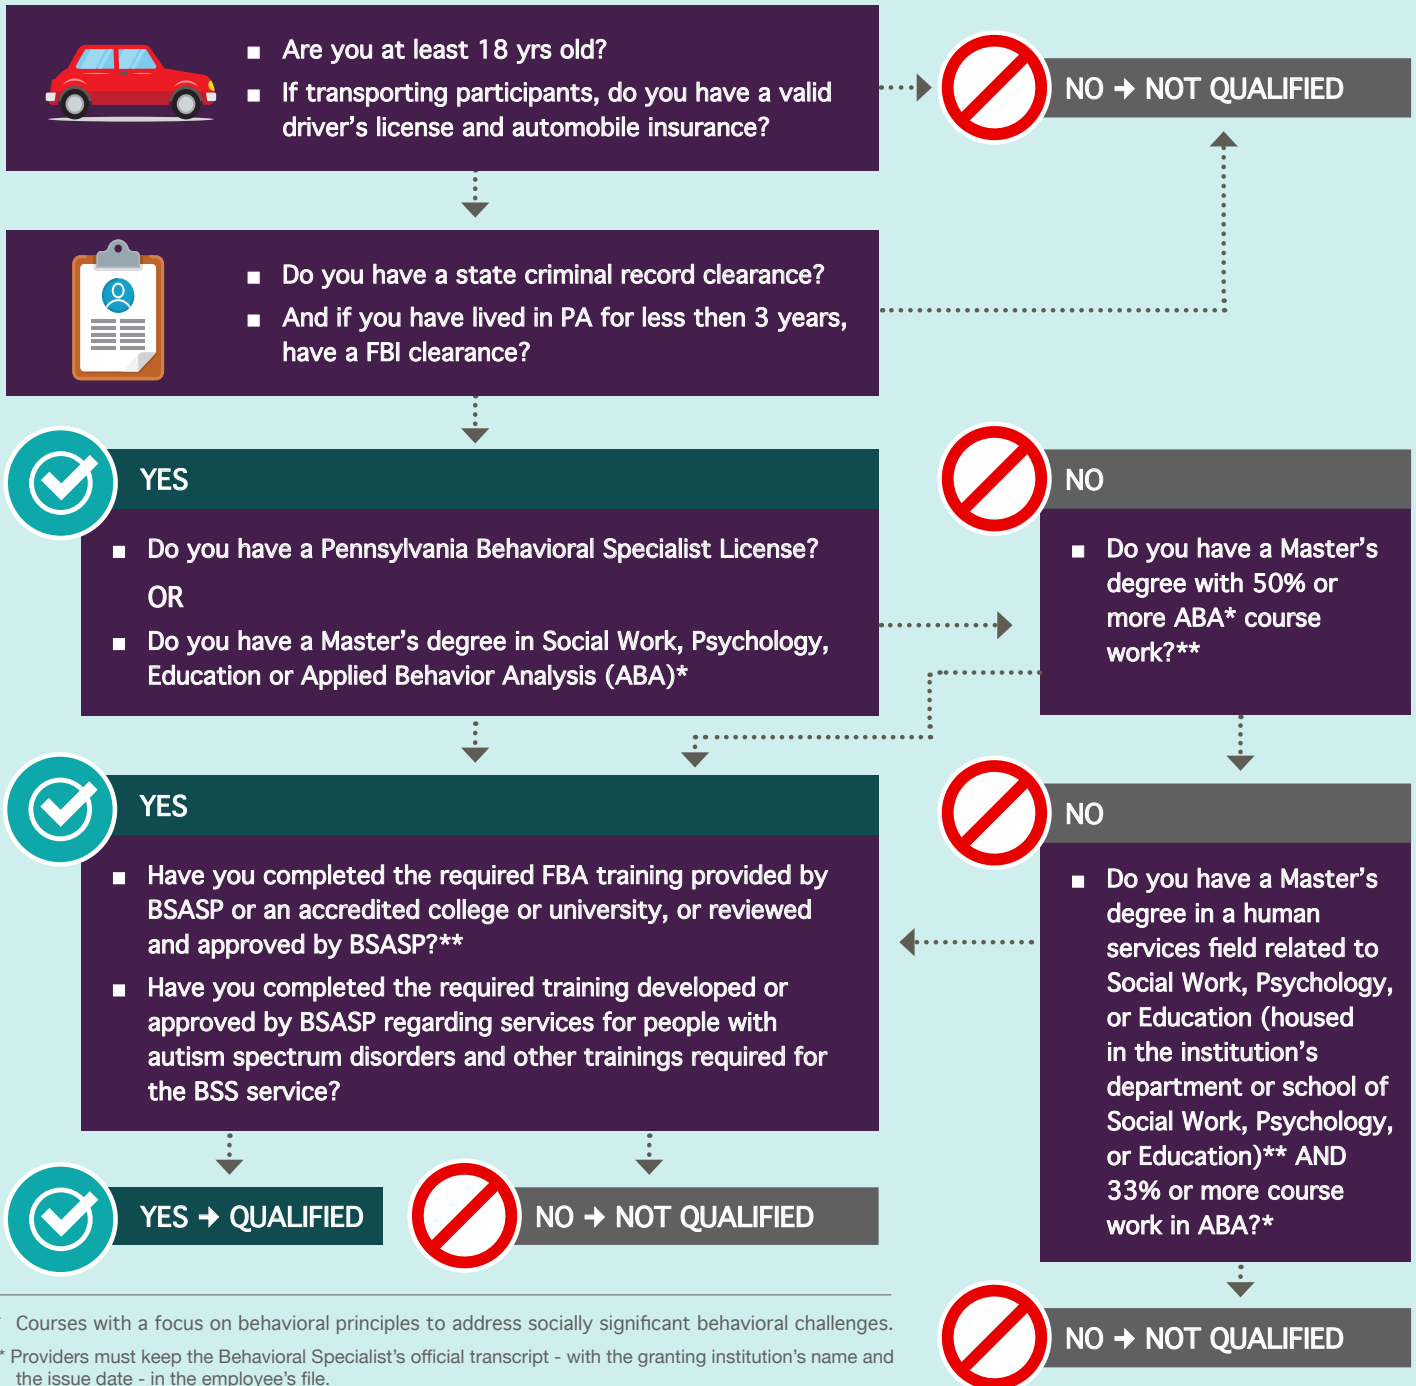 ■ Are you at least 18 yrs old?
■ If transporting participants, do you have a valid
driver's license and automobile insurance?
NO → NOT QUALIFIED
■ Do you have a state criminal record clearance?
■ And if you have lived in PA for less then 3 years,
have a FBI clearance?
YES
■ Do you have a Pennsylvania Behavioral Specialist License?
OR
■ Do you have a Master's degree in Social Work, Psychology,
Education or Applied Behavior Analysis (ABA)*
NO
■ Do you have a Master's
degree with 50% or
more ABA* course
work?**
YES
■ Have you completed the required FBA training provided by
BSASP or an accredited college or university, or reviewed
and approved by BSASP?**
■ Have you completed the required training developed or
approved by BSASP regarding services for people with
autism spectrum disorders and other trainings required for
the BSS service?
NO
■ Do you have a Master's
degree in a human
services field related to
Social Work, Psychology,
or Education (housed
in the institution's
department or school of
Social Work, Psychology,
or Education)** AND
33% or more course
work in ABA?*
YES → QUALIFIED
NO → NOT QUALIFIED
NO → NOT QUALIFIED
* Courses with a focus on behavioral principles to address socially significant behavioral challenges.
* Providers must keep the Behavioral Specialist's official transcript - with the granting institution's name and
the issue date - in the employee's file.